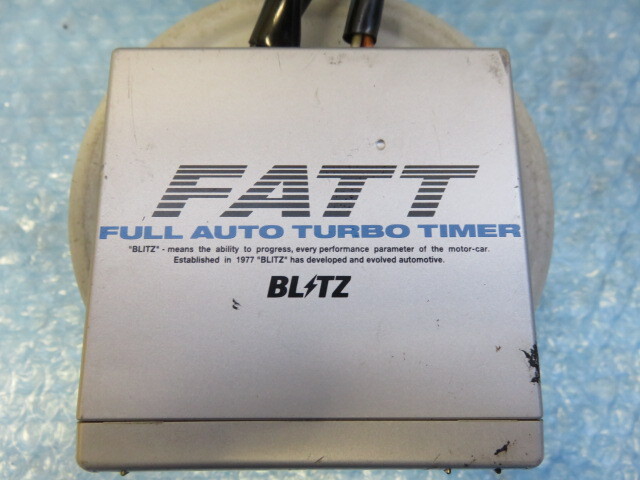 FATT
FULL AUTO TURBO TIMER
"BLITZ" - means the ability to progress, every performance parameter of the motor-car.
Established in 1977 "BLITZ" has developed and evolved automotive.
BLITZ